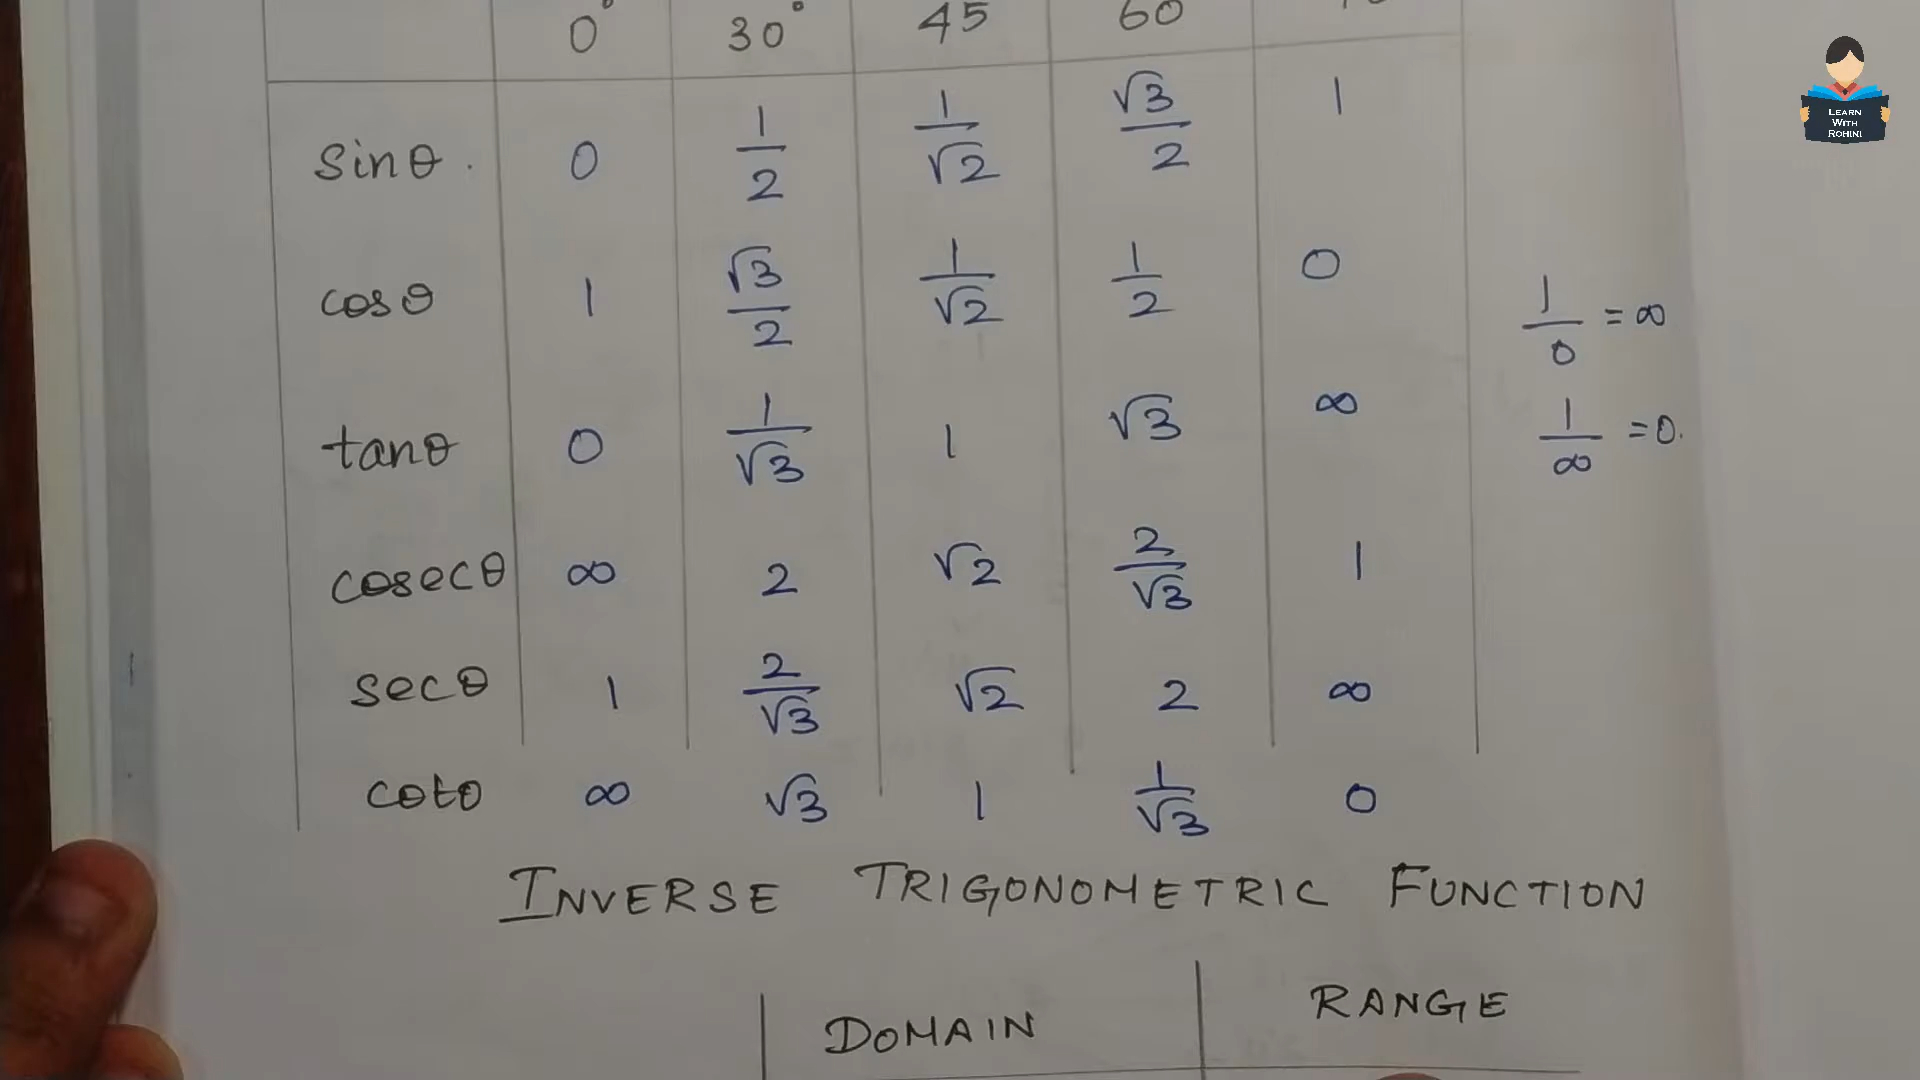 0° 30° 45 60
sinθ. 0 1/2 1/√2 √3/2 1
cosθ 1 √3/2 1/√2 1/2 0
tanθ 0 1/√3 1 √3 ∞
cosecθ ∞ 2 √2 2/√3 1
secθ 1 2/√3 √2 2 ∞
cotθ ∞ √3 1 1/√3 0
1/0 = ∞
1/∞ = 0.
INVERSE TRIGONOMETRIC FUNCTION
DOMAIN RANGE
LEARN
WITH
ROHINI